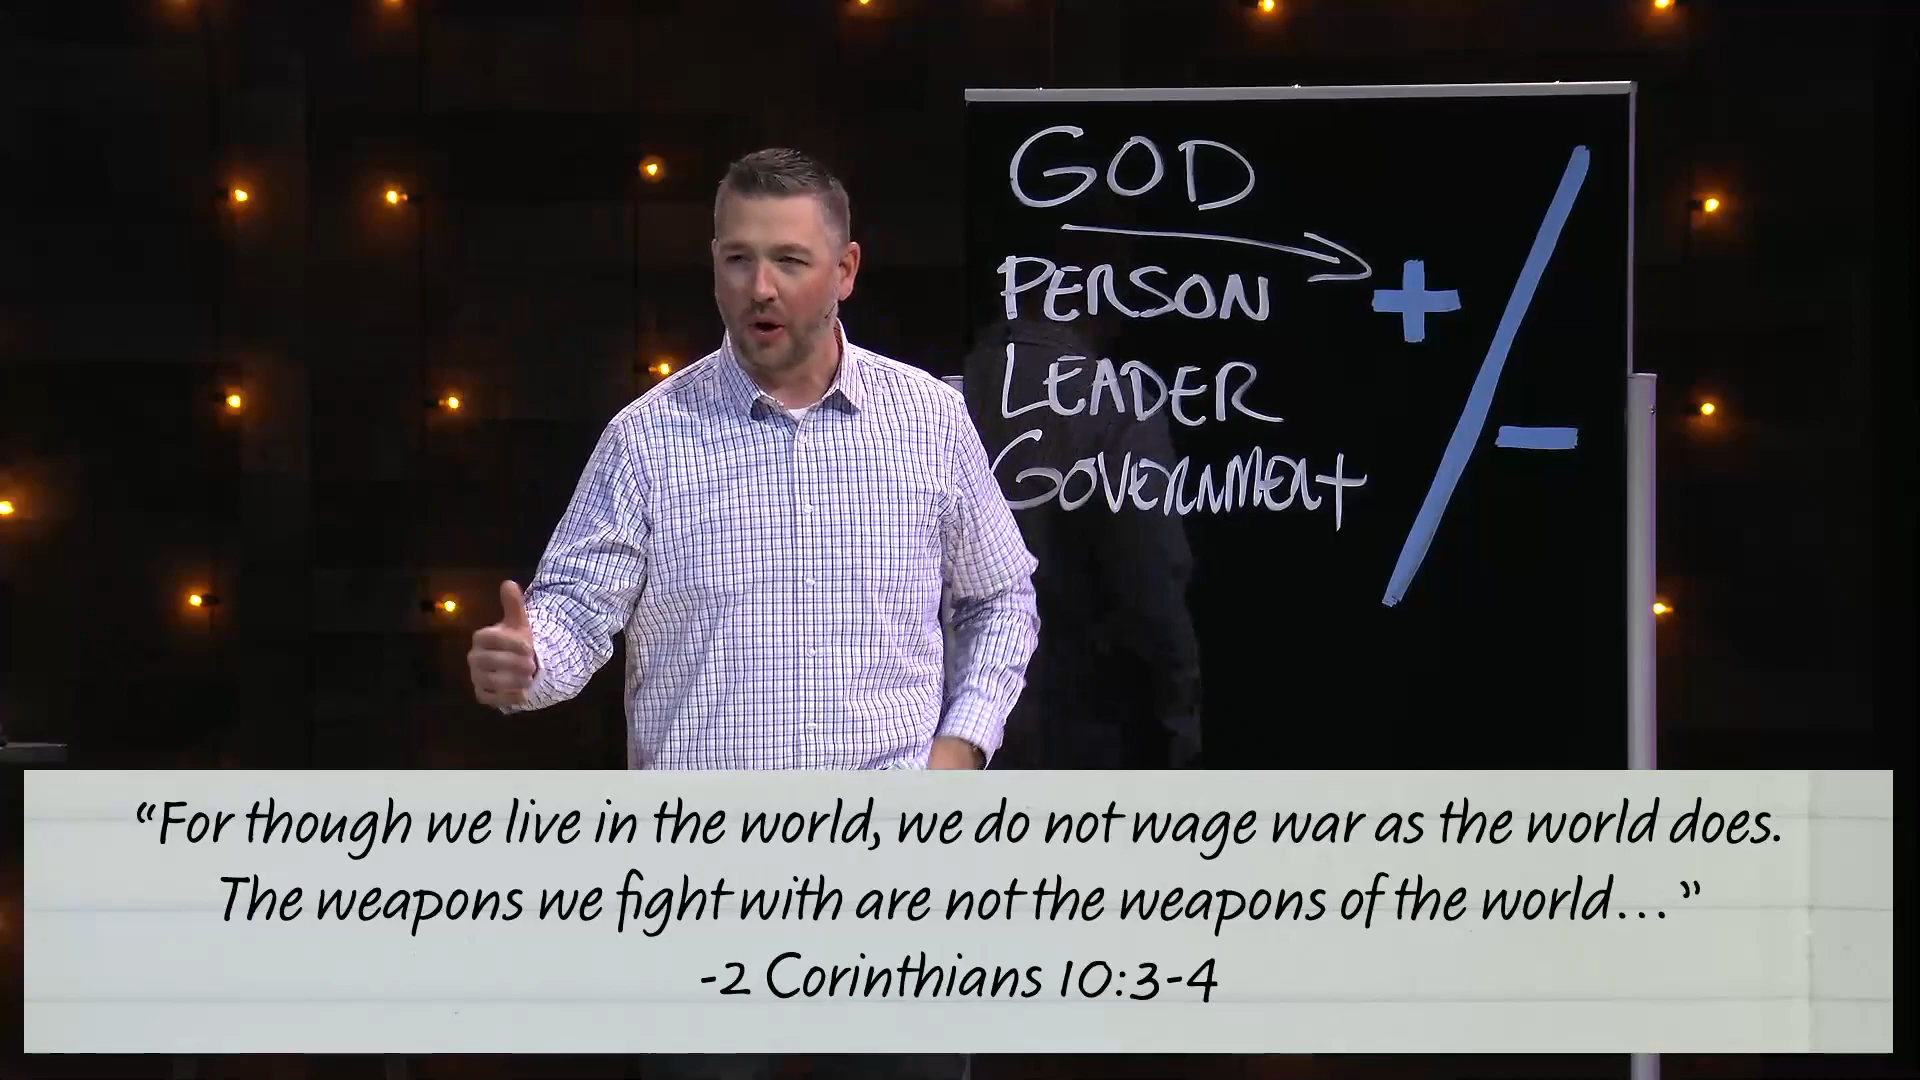 GOD
PERSON +
LEADER
GOVERNMENT -
“For though we live in the world, we do not wage war as the world does.
The weapons we fight with are not the weapons of the world…”
-2 Corinthians 10:3-4